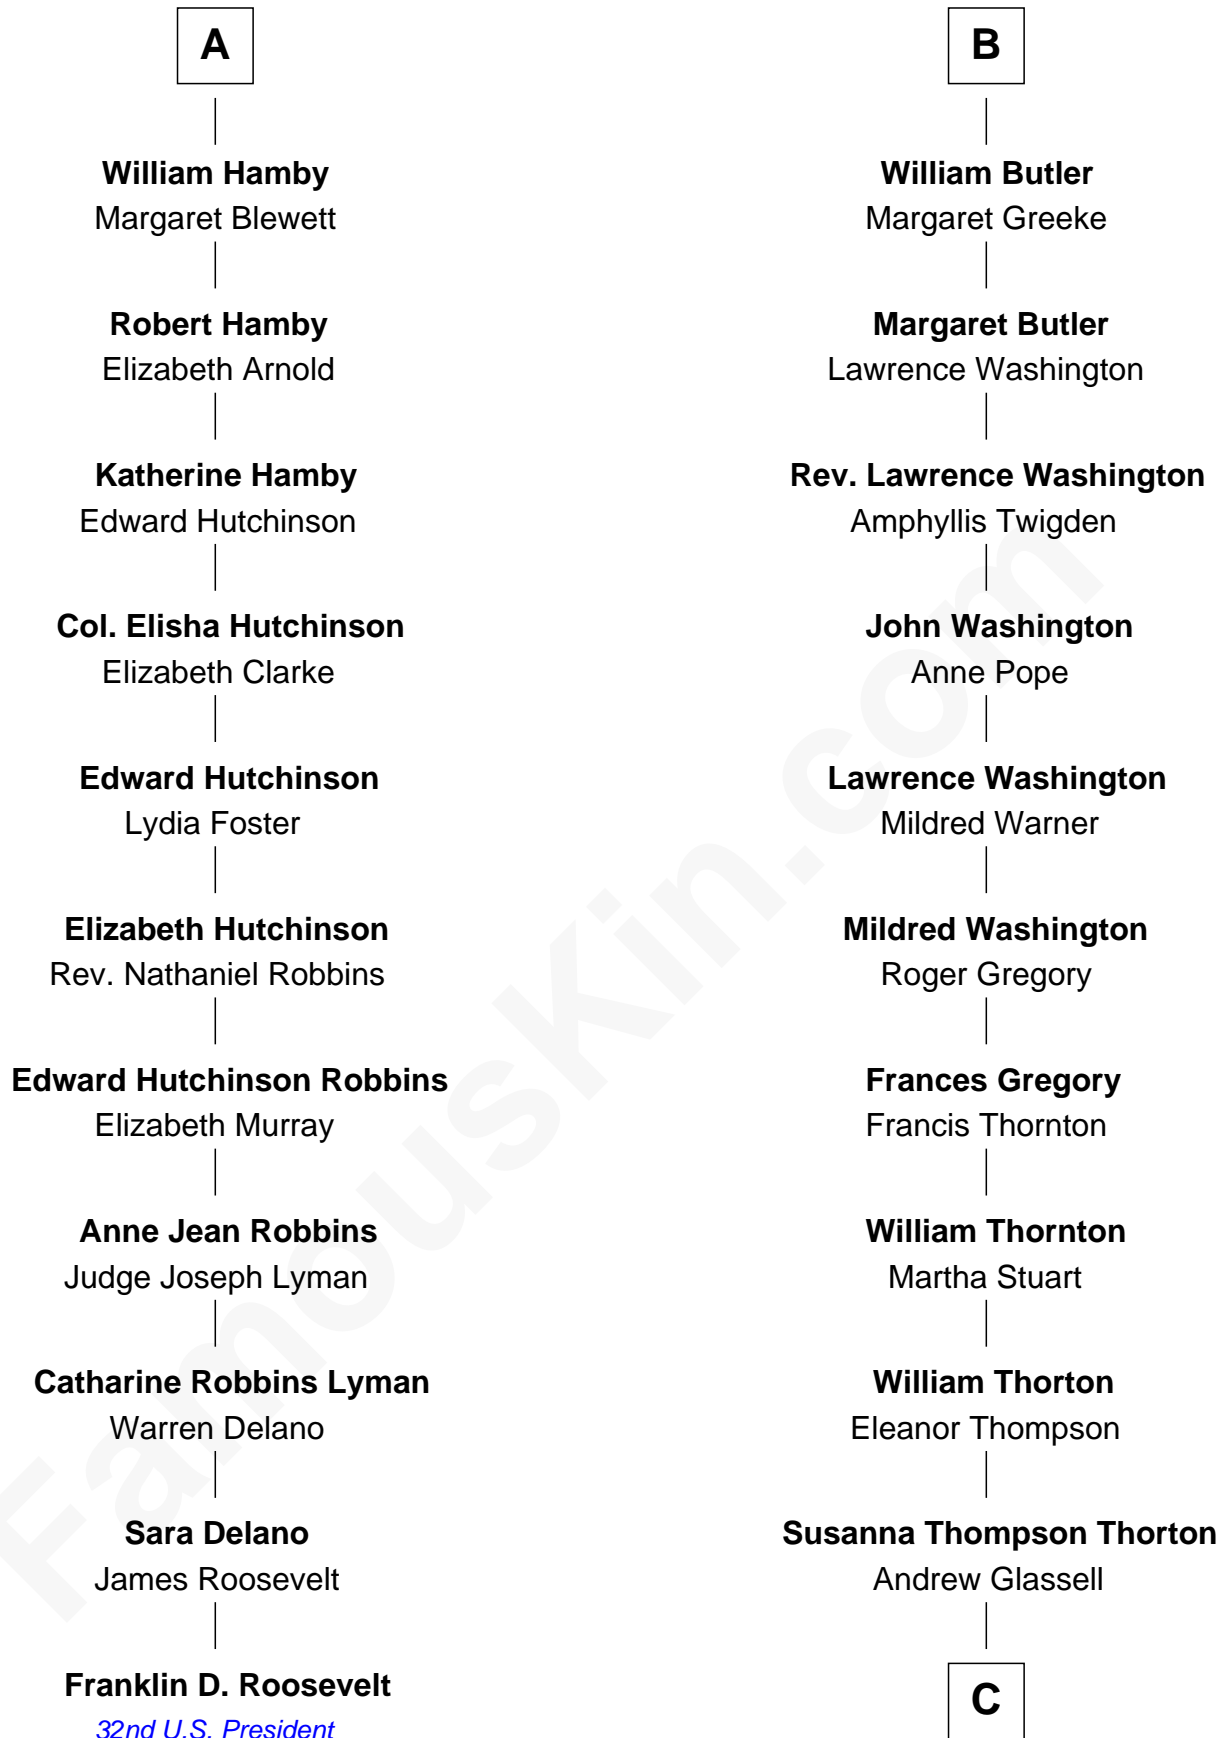 A
William Hamby
Margaret Blewett
Robert Hamby
Elizabeth Arnold
Katherine Hamby
Edward Hutchinson
Col. Elisha Hutchinson
Elizabeth Clarke
Edward Hutchinson
Lydia Foster
Elizabeth Hutchinson
Rev. Nathaniel Robbins
Edward Hutchinson Robbins
Elizabeth Murray
Anne Jean Robbins
Judge Joseph Lyman
Catharine Robbins Lyman
Warren Delano
Sara Delano
James Roosevelt
Franklin D. Roosevelt
32nd U.S. President
B
William Butler
Margaret Greeke
Margaret Butler
Lawrence Washington
Rev. Lawrence Washington
Amphyllis Twigden
John Washington
Anne Pope
Lawrence Washington
Mildred Warner
Mildred Washington
Roger Gregory
Frances Gregory
Francis Thornton
William Thornton
Martha Stuart
William Thorton
Eleanor Thompson
Susanna Thompson Thorton
Andrew Glassell
C
FamousKin.com